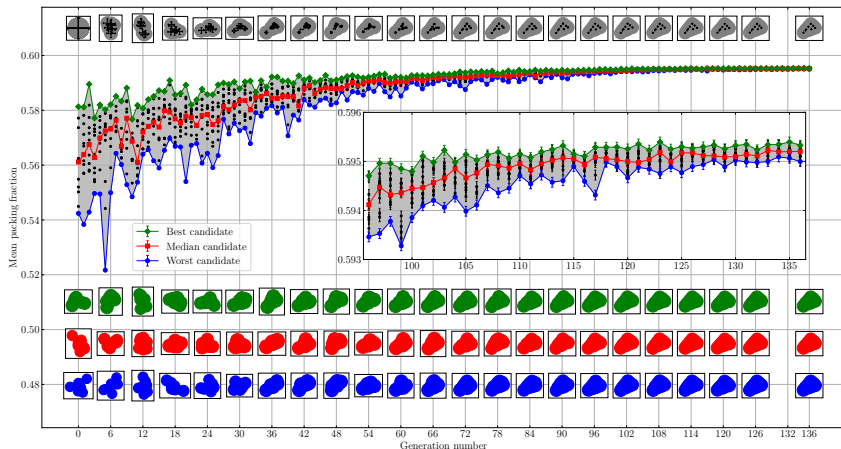 0.60
0.58
0.56
0.54
0.52
0.50
0.48
Mean packing fraction
Best candidate
Median candidate
Worst candidate
0.596
0.595
0.594
0.593
100 105 110 115 120 125 130 135
0 6 12 18 24 30 36 42 48 54 60 66 72 78 84 90 96 102 108 114 120 126 132 136
Generation number